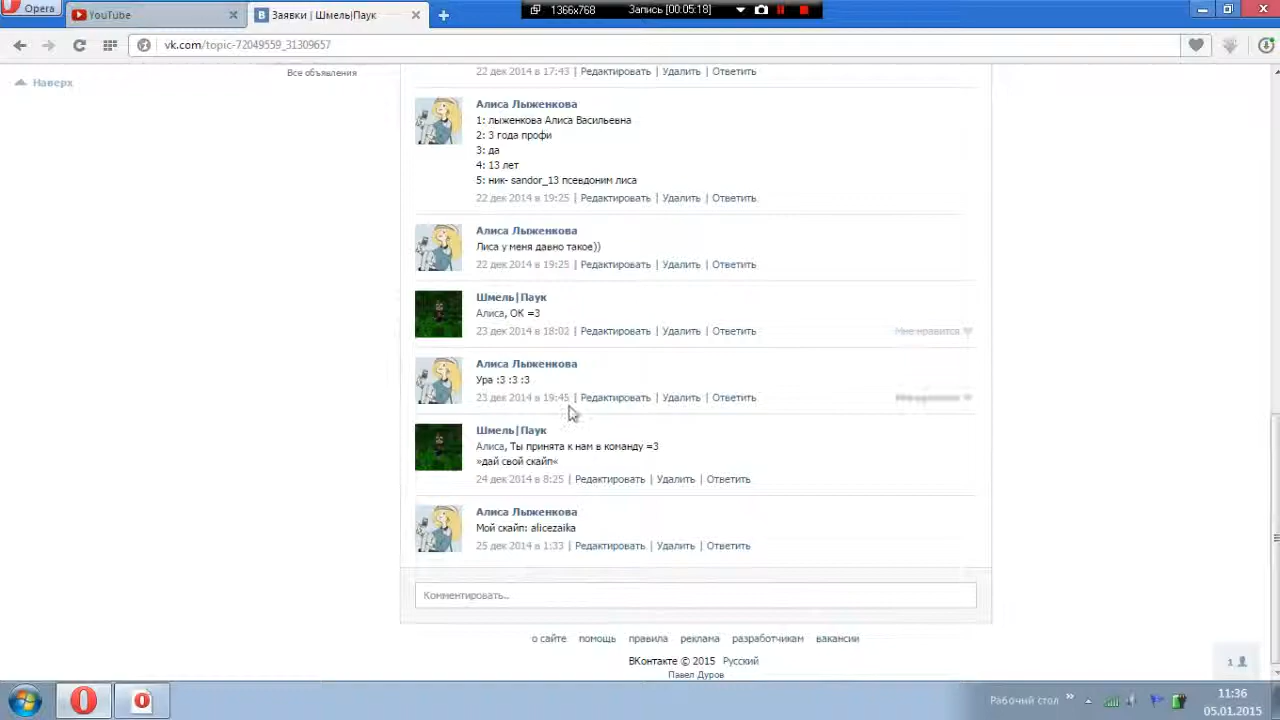 Opera
YouTube
Заявки | Шмель|Паук
1366x768
Запись [00:05:18]
vk.com/topic-72049559_31309657
Наверх
Все объявления
22 дек 2014 в 17:43 | Редактировать | Удалить | Ответить
Алиса Лыженкова
1: лыженкова Алиса Васильевна
2: 3 года профи
3: да
4: 13 лет
5: ник- sandor_13 псевдоним лиса
22 дек 2014 в 19:25 | Редактировать | Удалить | Ответить
Алиса Лыженкова
Лиса у меня давно такое))
22 дек 2014 в 19:25 | Редактировать | Удалить | Ответить
Шмель|Паук
Алиса, ОК =3
23 дек 2014 в 18:02 | Редактировать | Удалить | Ответить
Мне нравится
Алиса Лыженкова
Ура :3 :3 :3
23 дек 2014 в 19:45 | Редактировать | Удалить | Ответить
Шмель|Паук
Алиса, Ты принята к нам в команду =3
»дай свой скайп«
24 дек 2014 в 8:25 | Редактировать | Удалить | Ответить
Алиса Лыженкова
Мой скайп: alicezaika
25 дек 2014 в 1:33 | Редактировать | Удалить | Ответить
Комментировать..
о сайте помощь правила реклама разработчикам вакансии
ВКонтакте © 2015 Русский
Павел Дуров
1
Рабочий стол
11:36
05.01.2015